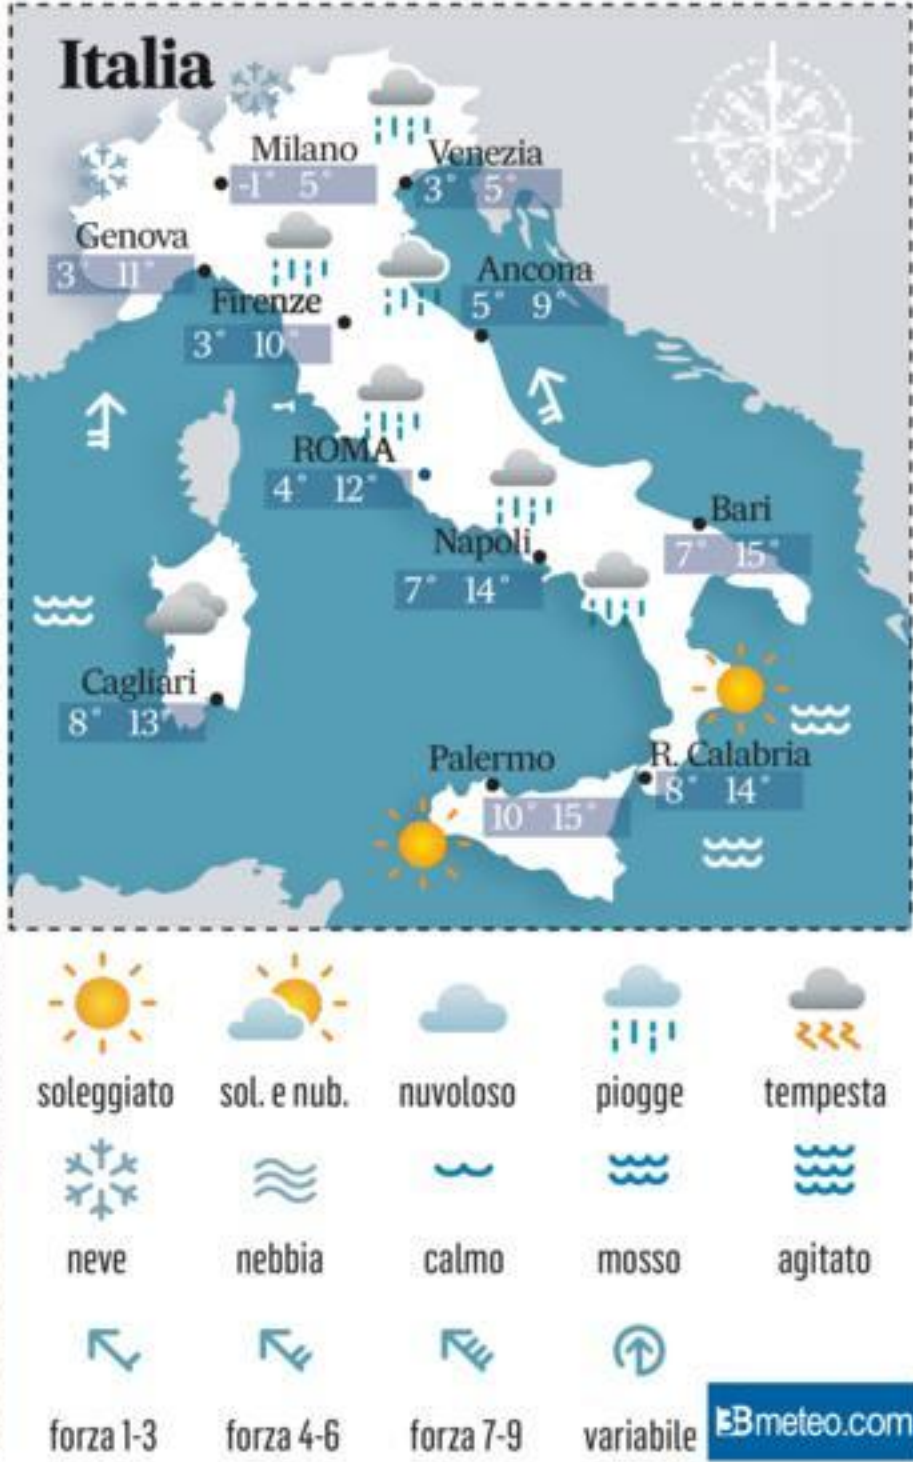 Italia
Milano
-1° 5°
Venezia
3° 5°
Genova
3° 11°
Firenze
3° 10°
Ancona
5° 9°
ROMA
4° 12°
Napoli
7° 14°
Bari
7° 15°
Cagliari
8° 13°
Palermo
10° 15°
R. Calabria
8° 14°
soleggiato sol. e nub. nuvoloso piogge tempesta
neve nebbia calmo mosso agitato
forza 1-3 forza 4-6 forza 7-9 variabile
3Bmeteo.com